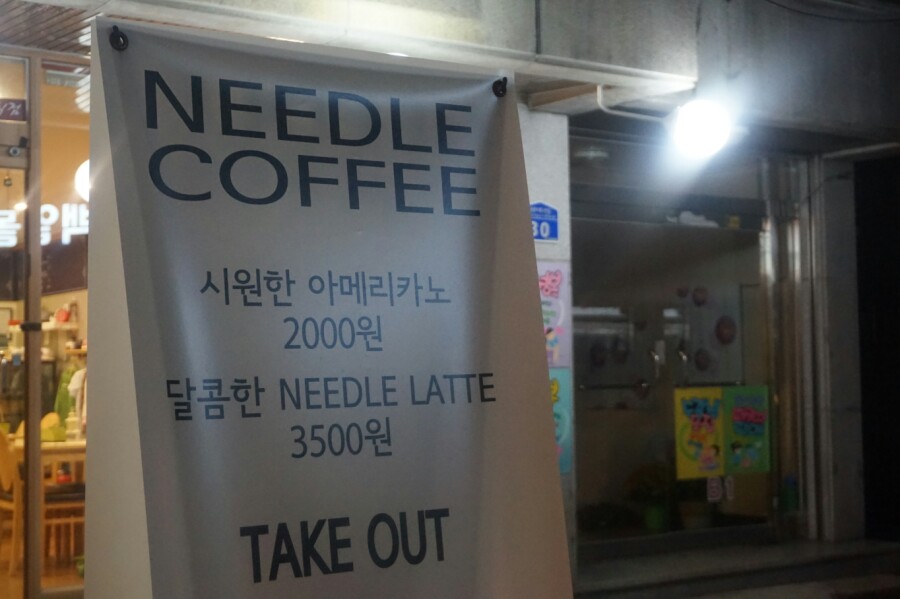 NEEDLE
COFFEE
시원한 아메리카노
2000원
달콤한 NEEDLE LATTE
3500원
TAKE OUT
30